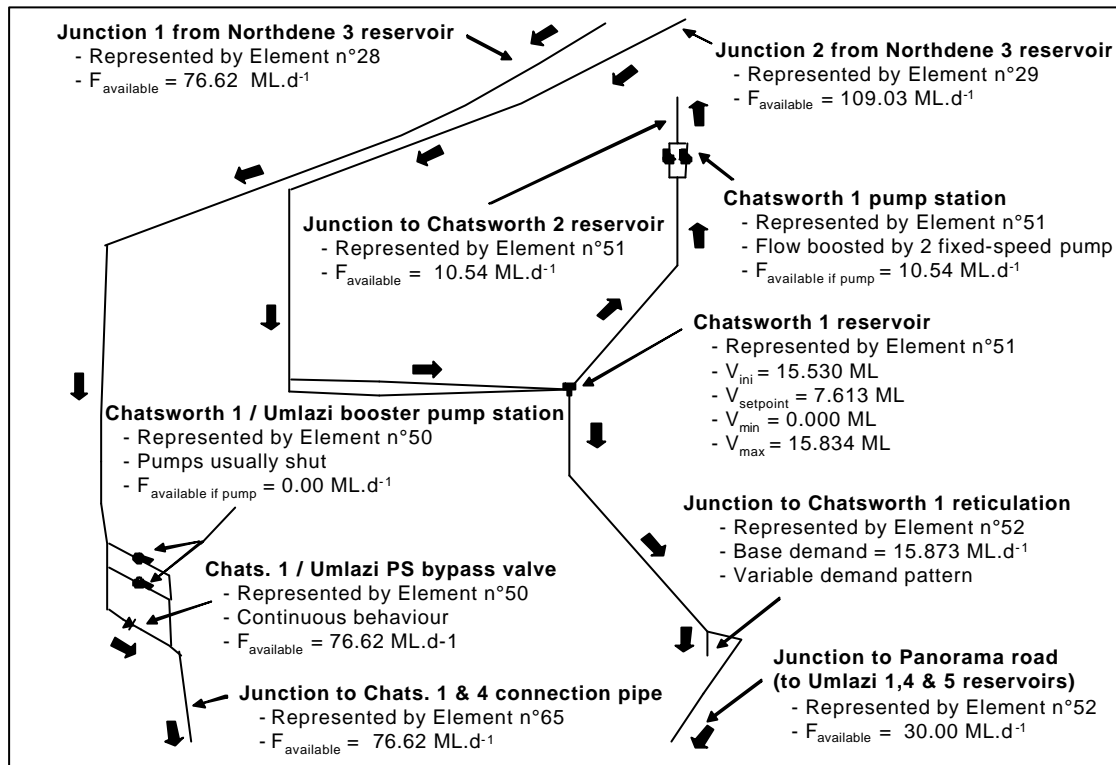 Junction 1 from Northdene 3 reservoir
- Represented by Element n°28
- Favailable = 76.62 ML.d-1
Junction 2 from Northdene 3 reservoir
- Represented by Element n°29
- Favailable = 109.03 ML.d-1
Chatsworth 1 pump station
- Represented by Element n°51
- Flow boosted by 2 fixed-speed pump
- Favailable if pump = 10.54 ML.d-1
Junction to Chatsworth 2 reservoir
- Represented by Element n°51
- Favailable = 10.54 ML.d-1
Chatsworth 1 reservoir
- Represented by Element n°51
- Vini = 15.530 ML
- Vsetpoint = 7.613 ML
- Vmin = 0.000 ML
- Vmax = 15.834 ML
Chatsworth 1 / Umlazi booster pump station
- Represented by Element n°50
- Pumps usually shut
- Favailable if pump = 0.00 ML.d-1
Junction to Chatsworth 1 reticulation
- Represented by Element n°52
- Base demand = 15.873 ML.d-1
- Variable demand pattern
Chats. 1 / Umlazi PS bypass valve
- Represented by Element n°50
- Continuous behaviour
- Favailable = 76.62 ML.d-1
Junction to Panorama road
(to Umlazi 1,4 & 5 reservoirs)
- Represented by Element n°52
- Favailable = 30.00 ML.d-1
Junction to Chats. 1 & 4 connection pipe
- Represented by Element n°65
- Favailable = 76.62 ML.d-1